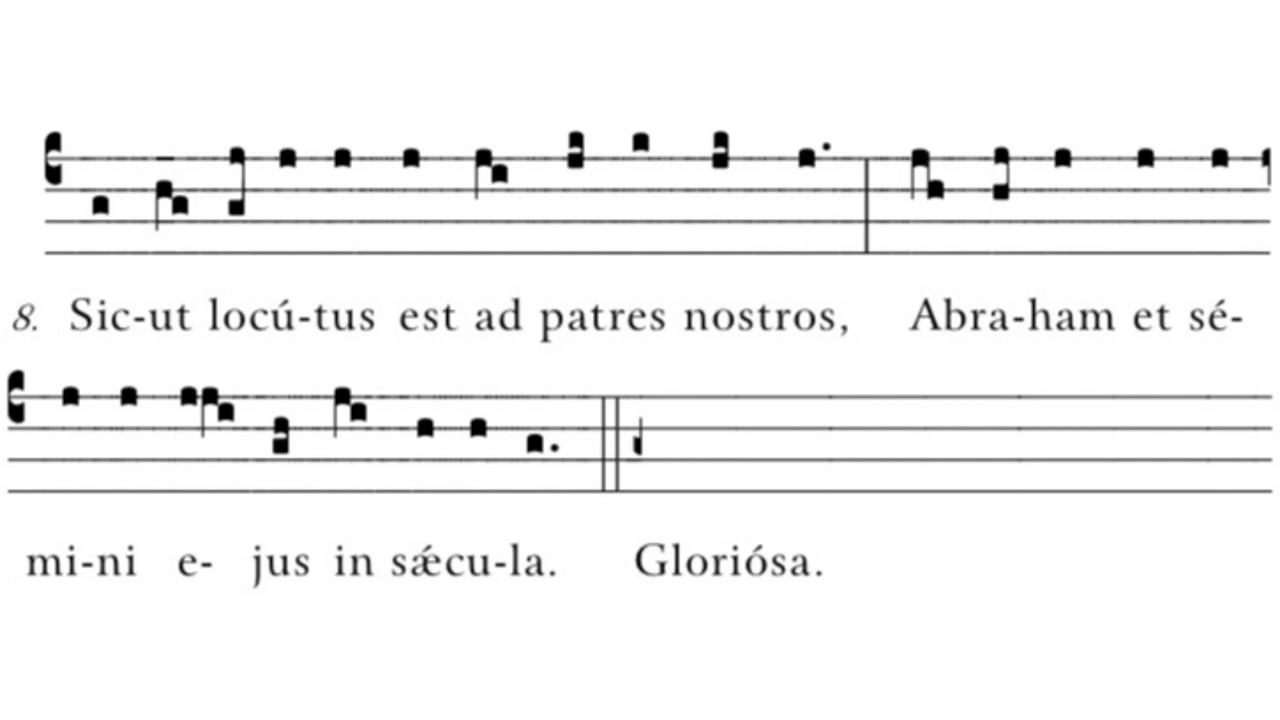 8. Sic-ut locú-tus est ad patres nostros, Abra-ham et sé-
mi-ni e- jus in sǽcu-la. Gloriósa.